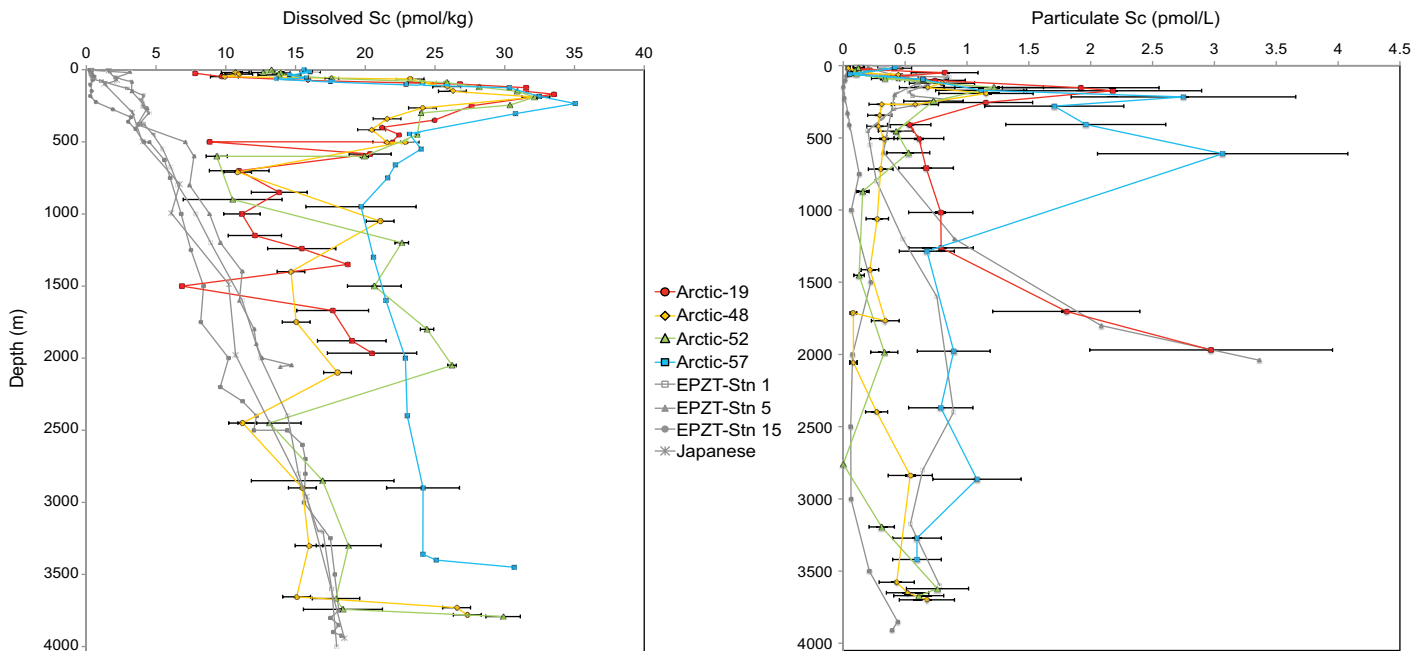 Dissolved Sc (pmol/kg)
0 5 10 15 20 25 30 35 40
Depth (m)
0
500
1000
1500
2000
2500
3000
3500
4000
Arctic-19
Arctic-48
Arctic-52
Arctic-57
EPZT-Stn 1
EPZT-Stn 5
EPZT-Stn 15
Japanese
Particulate Sc (pmol/L)
0 0.5 1 1.5 2 2.5 3 3.5 4 4.5
0
500
1000
1500
2000
2500
3000
3500
4000